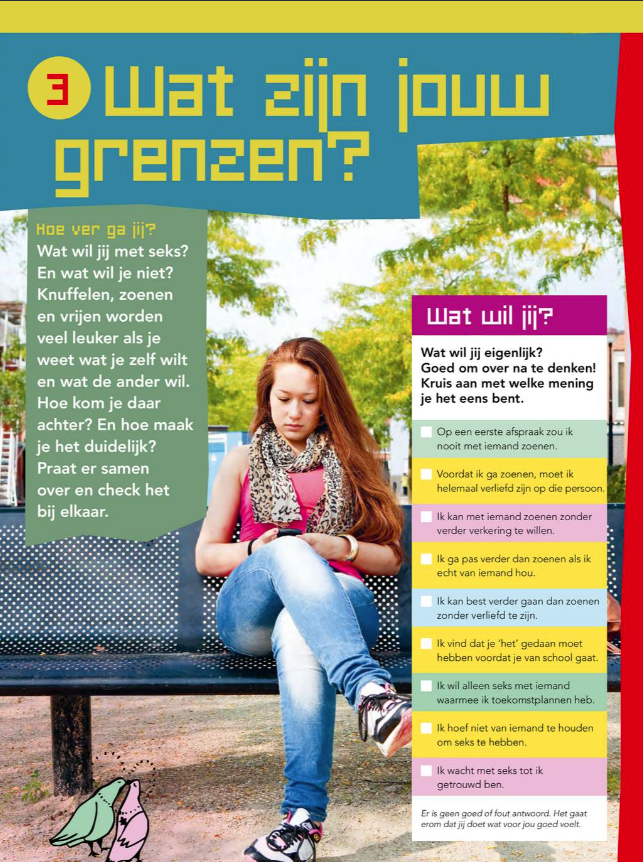 3 Wat zijn jouw
grenzen?
Hoe ver ga jij?
Wat wil jij met seks?
En wat wil je niet?
Knuffelen, zoenen
en vrijen worden
veel leuker als je
weet wat je zelf wilt
en wat de ander wil.
Hoe kom je daar
achter? En hoe maak
je het duidelijk?
Praat er samen
over en check het
bij elkaar.
Wat wil jij?
Wat wil jij eigenlijk?
Goed om over na te denken!
Kruis aan met welke mening
je het eens bent.
Op een eerste afspraak zou ik
nooit met iemand zoenen.
Voordat ik ga zoenen, moet ik
helemaal verliefd zijn op die persoon.
Ik kan met iemand zoenen zonder
verder verkering te willen.
Ik ga pas verder dan zoenen als ik
echt van iemand hou.
Ik kan best verder gaan dan zoenen
zonder verliefd te zijn.
Ik vind dat je ‘het’ gedaan moet
hebben voordat je van school gaat.
Ik wil alleen seks met iemand
waarmee ik toekomstplannen heb.
Ik hoef niet van iemand te houden
om seks te hebben.
Ik wacht met seks tot ik
getrouwd ben.
Er is geen goed of fout antwoord. Het gaat
erom dat jij doet wat voor jou goed voelt.